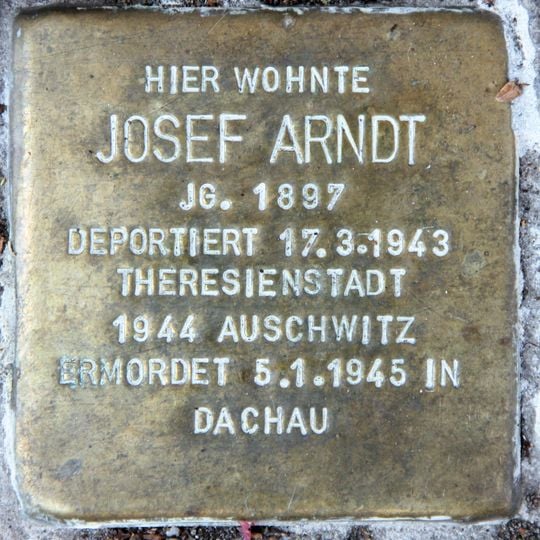 HIER WOHNTE
JOSEF ARNDT
JG. 1897
DEPORTIERT 17.3.1943
THERESIENSTADT
1944 AUSCHWITZ
ERMORDET 5.1.1945 IN
DACHAU